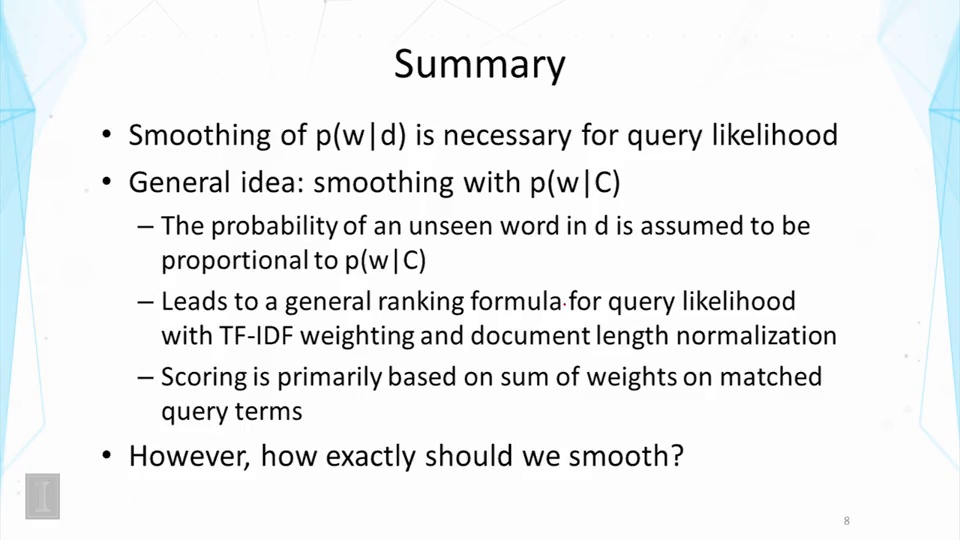 Summary
• Smoothing of p(w|d) is necessary for query likelihood
• General idea: smoothing with p(w|C)
– The probability of an unseen word in d is assumed to be
proportional to p(w|C)
– Leads to a general ranking formula for query likelihood
with TF-IDF weighting and document length normalization
– Scoring is primarily based on sum of weights on matched
query terms
• However, how exactly should we smooth?
I
8